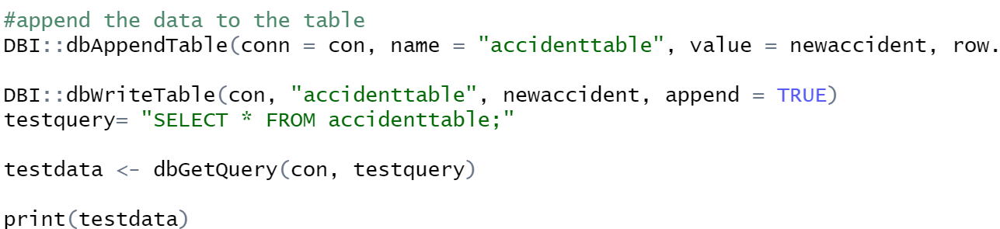 #append the data to the table
DBI::dbAppendTable(conn = con, name = "accidenttable", value = newaccident, row.
DBI::dbWriteTable(con, "accidenttable", newaccident, append = TRUE)
testquery= "SELECT * FROM accidenttable;"
testdata <- dbGetQuery(con, testquery)
print(testdata)